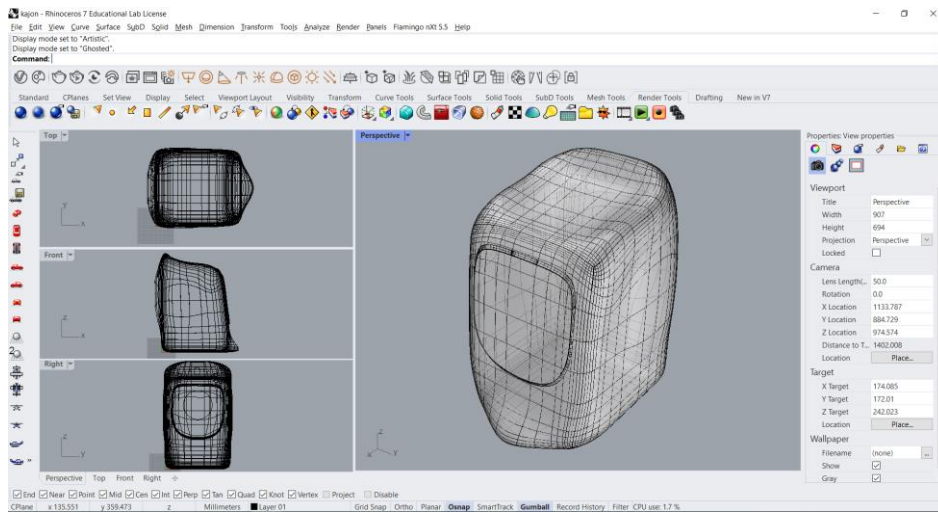 kajon - Rhinoceros 7 Educational Lab License
File Edit View Curve Surface SubD Solid Mesh Dimension Transform Tools Analyze Render Panels Flamingo nXt 5.5 Help
Display mode set to "Artistic".
Display mode set to "Ghosted".
Command:
Standard CPlanes Set View Display Select Viewport Layout Visibility Transform Curve Tools Surface Tools Solid Tools SubD Tools Mesh Tools Render Tools Drafting New in V7
Top
y
x
Front
z
x
Right
z
y
Perspective
z
x y
Properties: View properties
Viewport
Title Perspective
Width 907
Height 694
Projection Perspective
Locked
Camera
Lens Length(... 50.0
Rotation 0.0
X Location 1133.787
Y Location 884.729
Z Location 974.574
Distance to T... 1402.008
Location Place...
Target
X Target 174.085
Y Target 172.01
Z Target 242.023
Location Place...
Wallpaper
Filename (none) ...
Show
Gray
Perspective Top Front Right
End Near Point Mid Cen Int Perp Tan Quad Knot Vertex Project Disable
CPlane x 135.551 y 359.473 z Millimeters Layer 01 Grid Snap Ortho Planar Osnap SmartTrack Gumball Record History Filter CPU use: 1.7 %